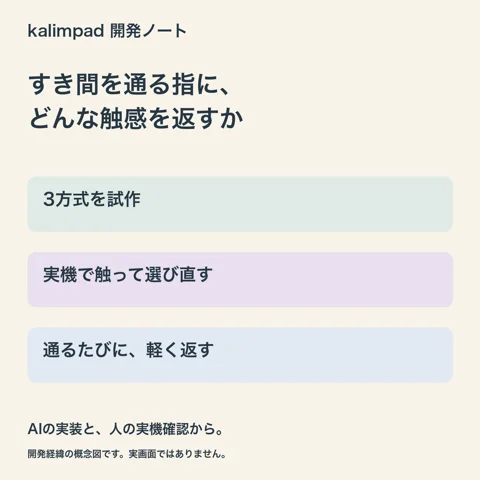 kalimpad 開発ノート
すき間を通る指に、
どんな触感を返すか
3方式を試作
実機で触って選び直す
通るたびに、軽く返す
AIの実装と、人の実機確認から。
開発経緯の概念図です。実画面ではありません。